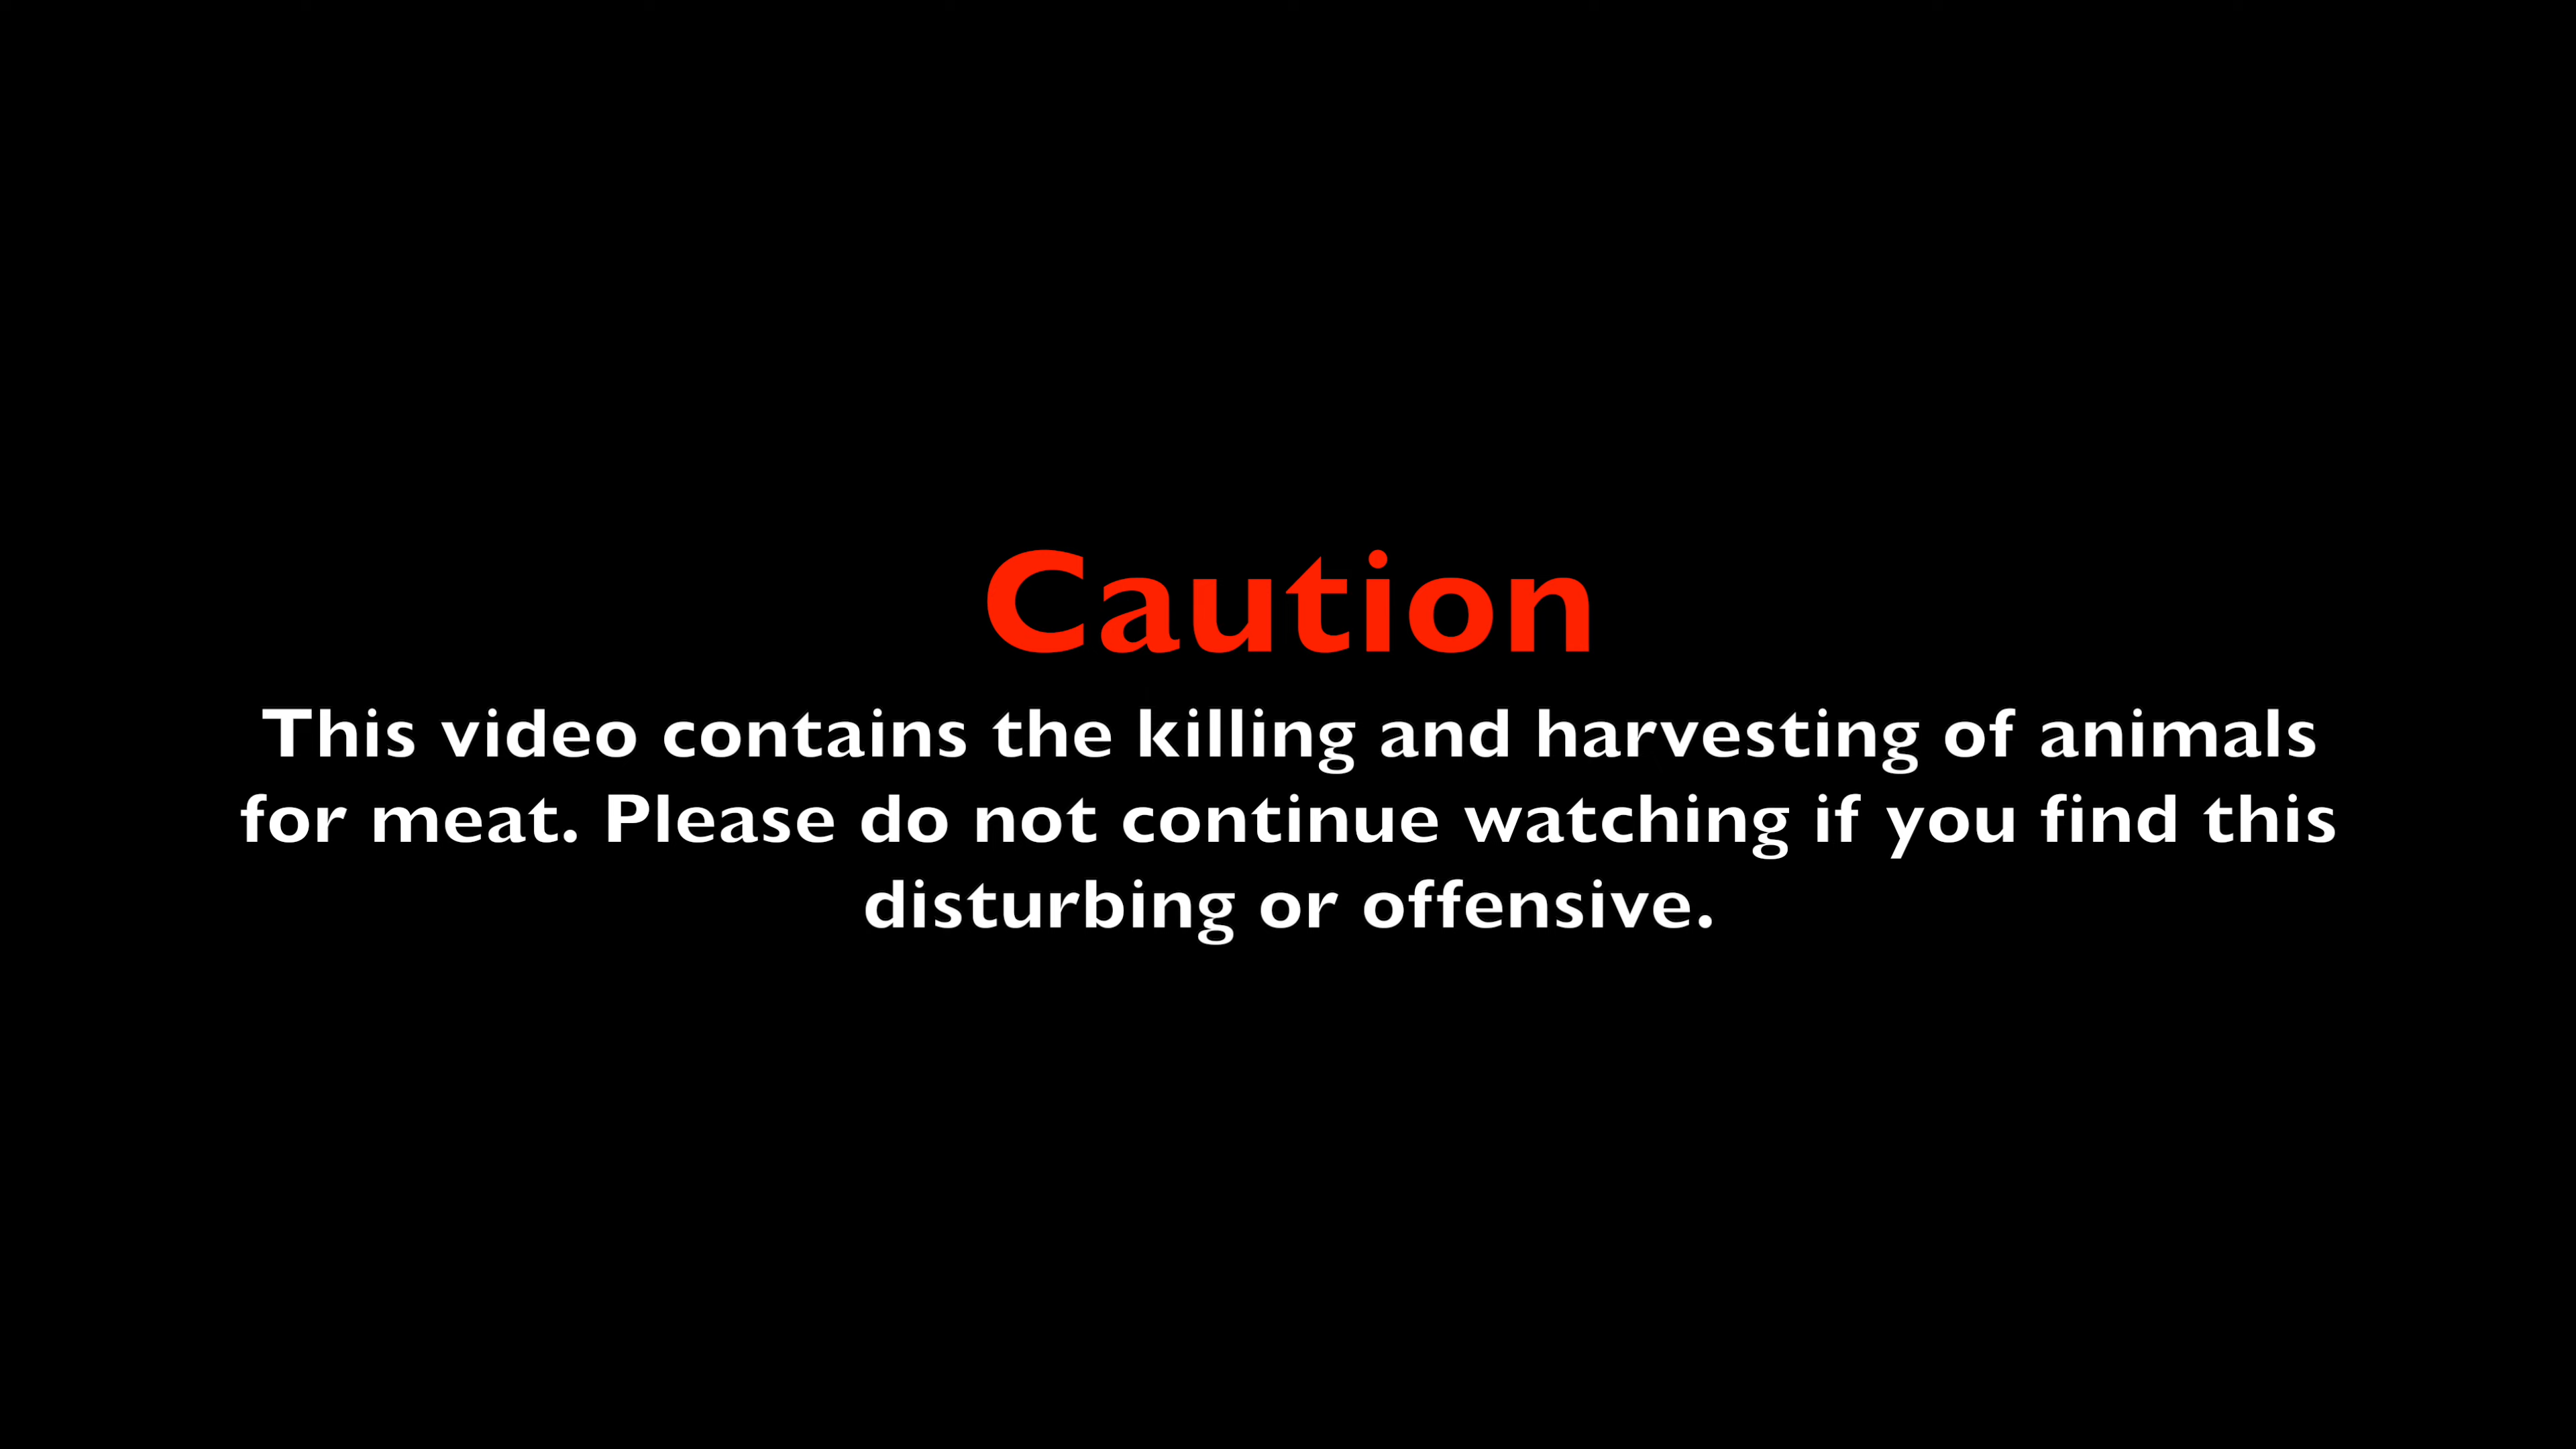 Caution
This video contains the killing and harvesting of animals
for meat. Please do not continue watching if you find this
disturbing or offensive.